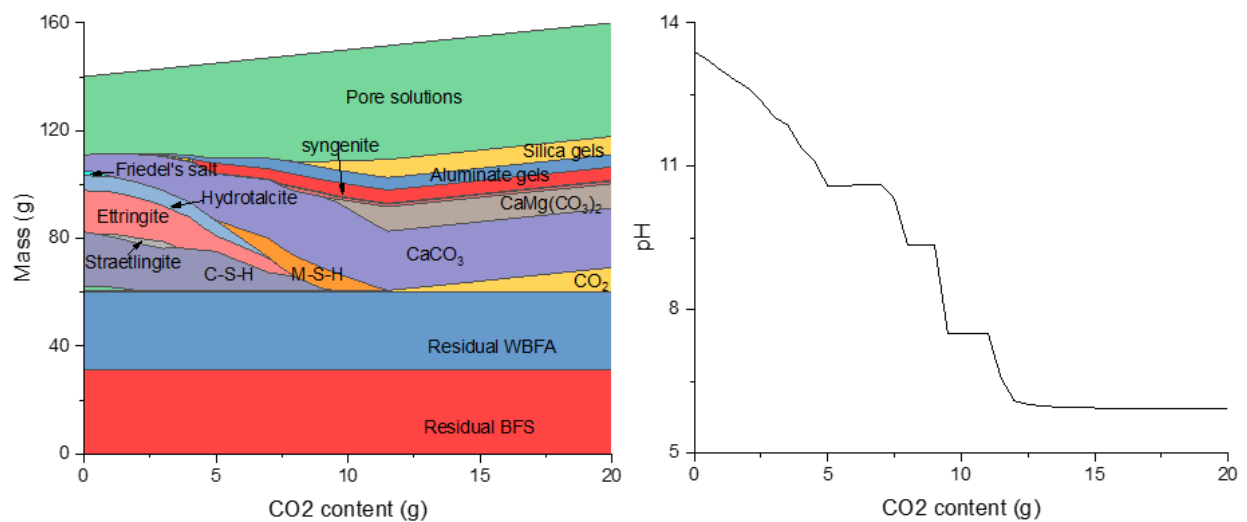 160
120
80
40
0
Mass (g)
Pore solutions
syngenite
Silica gels
Friedel's salt
Aluminate gels
Hydrotalcite
CaMg(CO₃)₂
Ettringite
Straetlingite
C-S-H
M-S-H
CaCO₃
CO₂
Residual WBFA
Residual BFS
0
5
10
15
20
CO2 content (g)
14
11
8
5
pH
0
5
10
15
20
CO2 content (g)